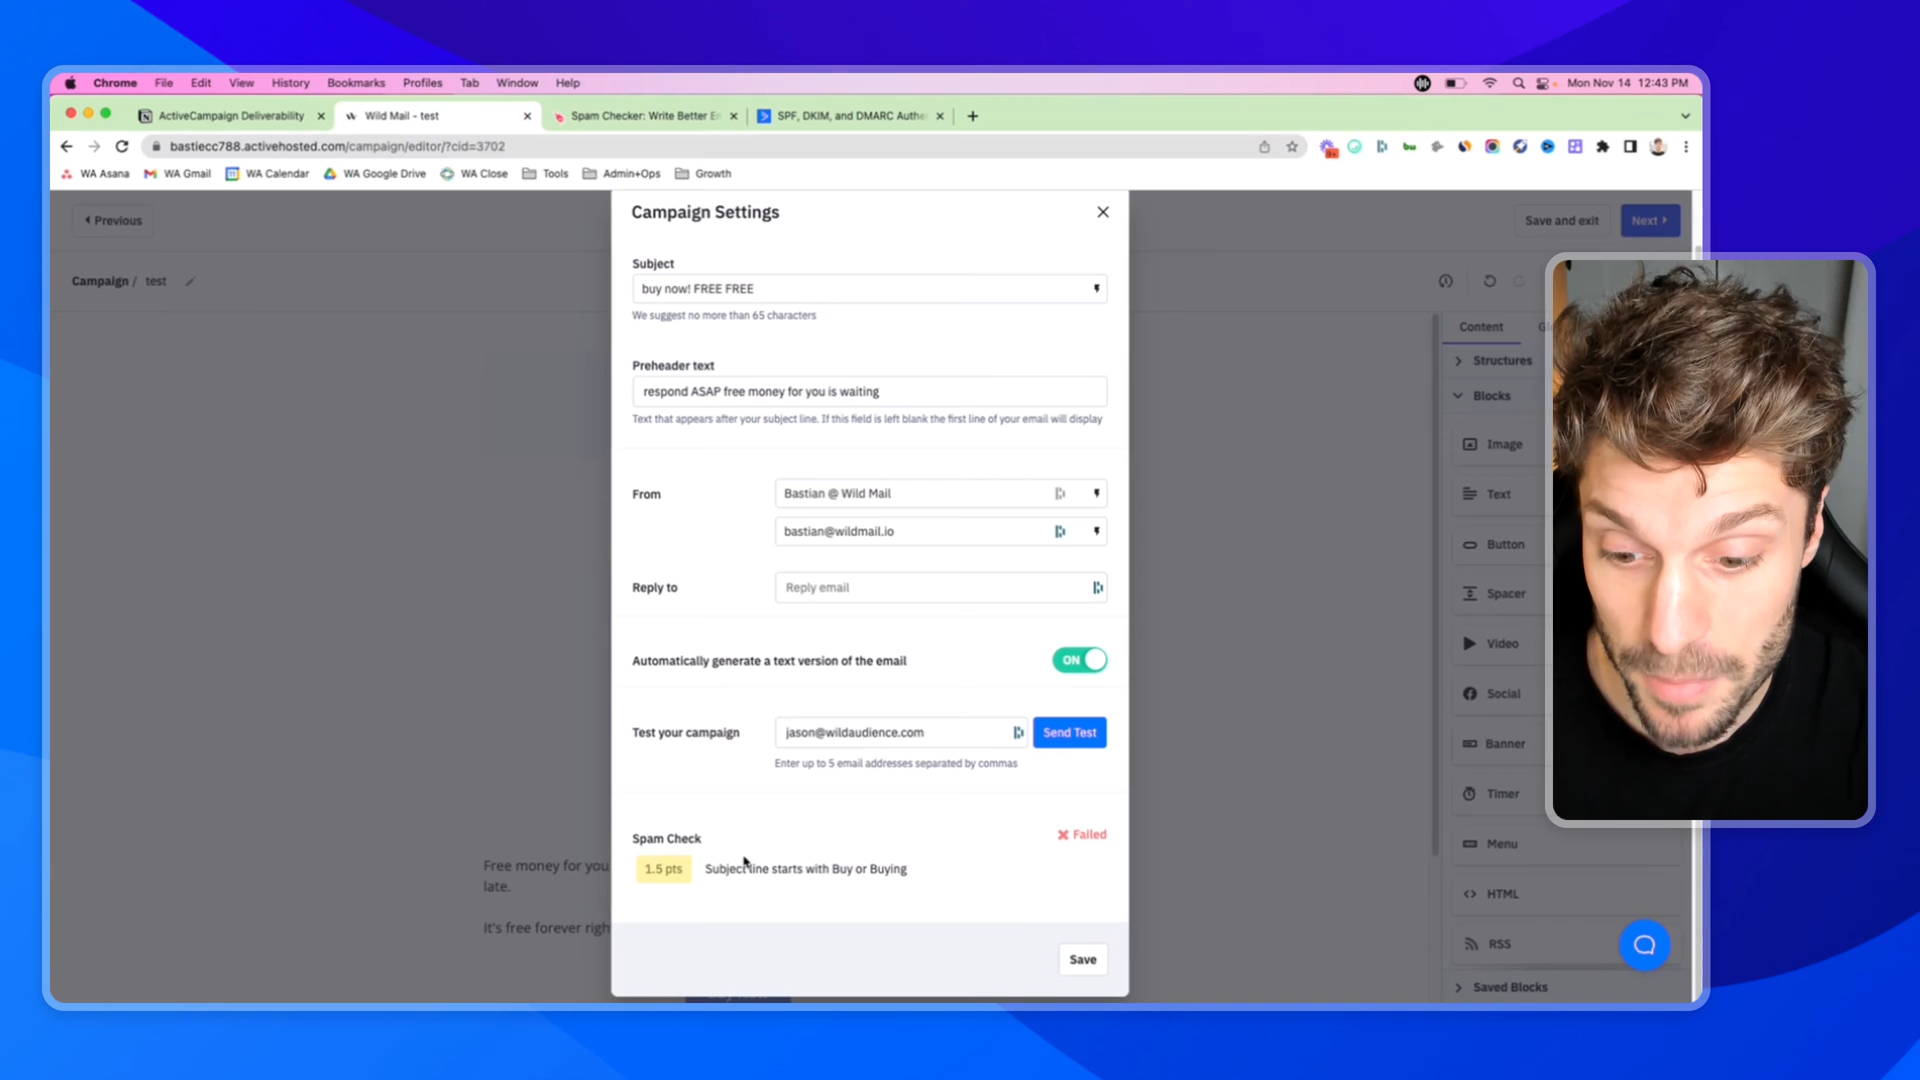 Chrome File Edit View History Bookmarks Profiles Tab Window Help Mon Nov 14 12:43 PM
ActiveCampaign Deliverability Wild Mail - test Spam Checker: Write Better E SPF, DKIM, and DMARC Authe
bastiecc788.activehosted.com/campaign/editor/?cid=3702
WA Asana WA Gmail WA Calendar WA Google Drive WA Close Tools Admin+Ops Growth
Previous Save and exit Next
Campaign / test
Campaign Settings
Subject
buy now! FREE FREE
We suggest no more than 65 characters
Preheader text
respond ASAP free money for you is waiting
Text that appears after your subject line. If this field is left blank the first line of your email will display
From
Bastian @ Wild Mail
bastian@wildmail.io
Reply to
Reply email
Automatically generate a text version of the email ON
Test your campaign
jason@wildaudience.com
Send Test
Enter up to 5 email addresses separated by commas
Spam Check
Failed
1.5 pts Subject line starts with Buy or Buying
Save
Free money for you
late.
It's free forever righ
Content Gl
Structures
Blocks
Image
Text
Button
Spacer
Video
Social
Banner
Timer
Menu
HTML
RSS
Saved Blocks